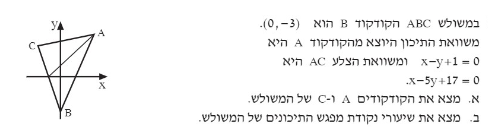 במשולש ABC הקודקוד B הוא (0,−3).
משוואת התיכון היוצא מהקודקוד A היא
x−y+1 = 0 ומשוואת הצלע AC היא
x−5y+17 = 0.
א. מצא את הקודקודים A ו-C של המשולש.
ב. מצא את שיעורי נקודת מפגש התיכונים של המשולש.
y
A
C
x
B